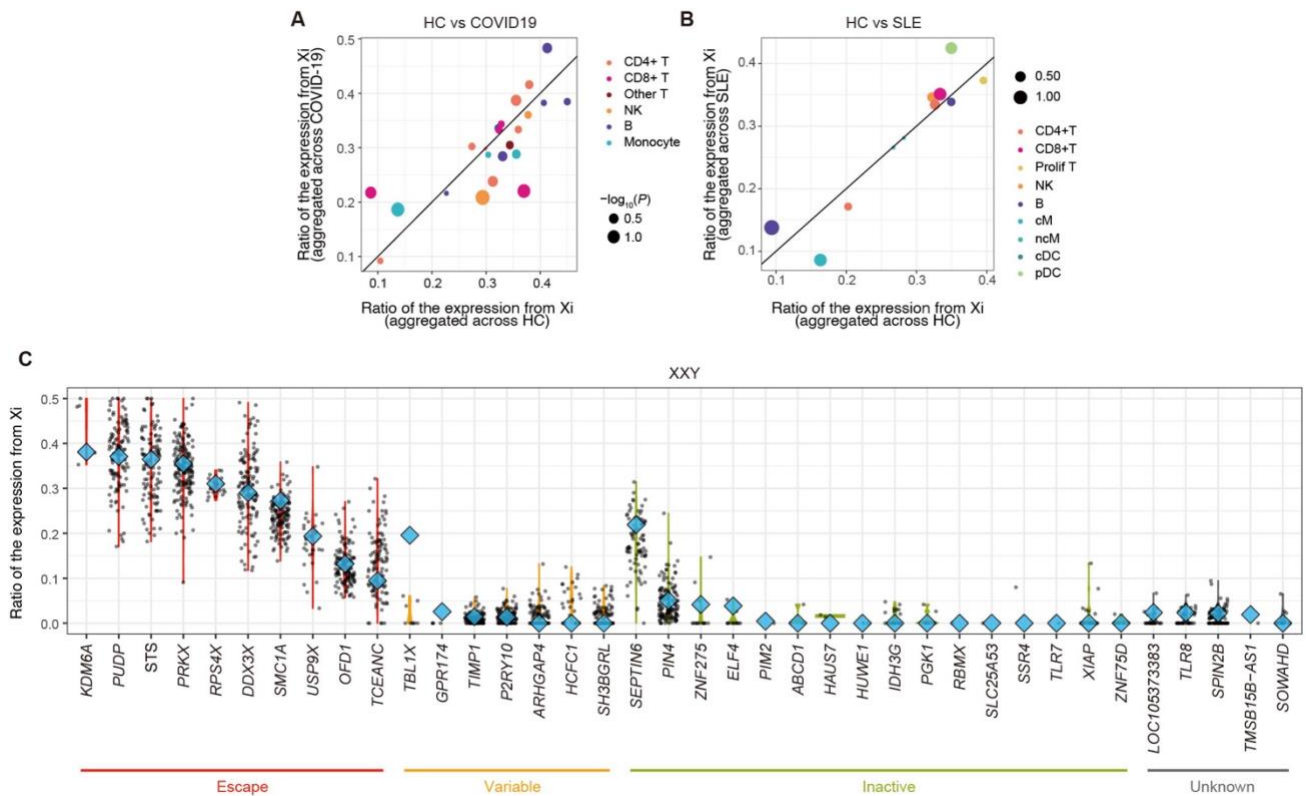 A
HC vs COVID19
Ratio of the expression from Xi
(aggregated across COVID-19)
0.5
0.4
0.3
0.2
0.1
0.1 0.2 0.3 0.4
Ratio of the expression from Xi
(aggregated across HC)
CD4+ T
CD8+ T
Other T
NK
B
Monocyte
−log10(P)
0.5
1.0
B
HC vs SLE
Ratio of the expression from Xi
(aggregated across SLE)
0.4
0.3
0.2
0.1
0.1 0.2 0.3 0.4
Ratio of the expression from Xi
(aggregated across HC)
0.50
1.00
CD4+T
CD8+T
Prolif T
NK
B
cM
ncM
cDC
pDC
C
XXY
Ratio of the expression from Xi
0.5
0.4
0.3
0.2
0.1
0.0
KDM6A
PUDP
STS
PRKX
RPS4X
DDX3X
SMC1A
USP9X
OFD1
TCEANC
TBL1X
GPR174
TIMP1
P2RY10
ARHGAP4
HCFC1
SH3BGRL
SEPTIN6
PIN4
ZNF275
ELF4
PIM2
ABCD1
HAUS7
HUWE1
IDH3G
PGK1
RBMX
SLC25A53
SSR4
TLR7
XIAP
ZNF75D
LOC105373383
TLR8
SPIN2B
TMSB15B−AS1
SOWAHD
Escape
Variable
Inactive
Unknown